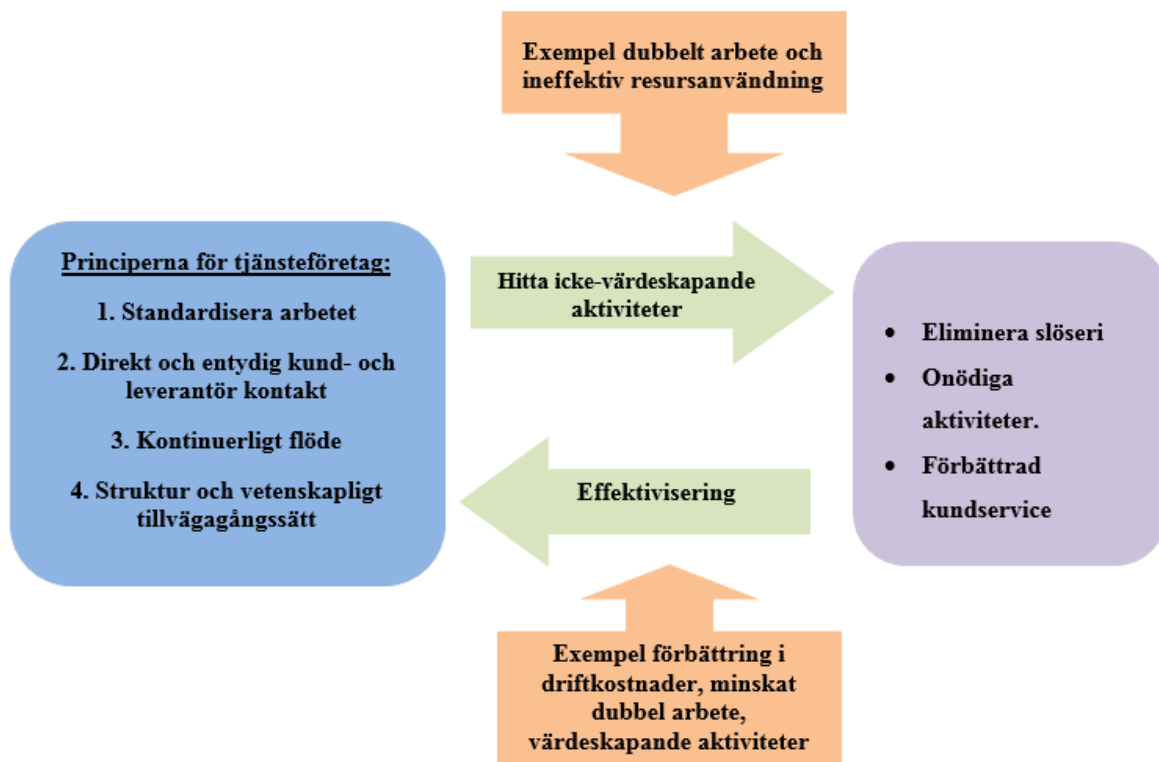 Exempel dubbelt arbete och
ineffektiv resursanvändning
Principerna för tjänsteföretag:
1. Standardisera arbetet
2. Direkt och entydig kund- och
leverantör kontakt
3. Kontinuerligt flöde
4. Struktur och vetenskapligt
tillvägagångssätt
Hitta icke-värdeskapande
aktiviteter
• Eliminera slöseri
• Onödiga
aktiviteter.
• Förbättrad
kundservice
Effektivisering
Exempel förbättring i
driftkostnader, minskat
dubbel arbete,
värdeskapande aktiviteter